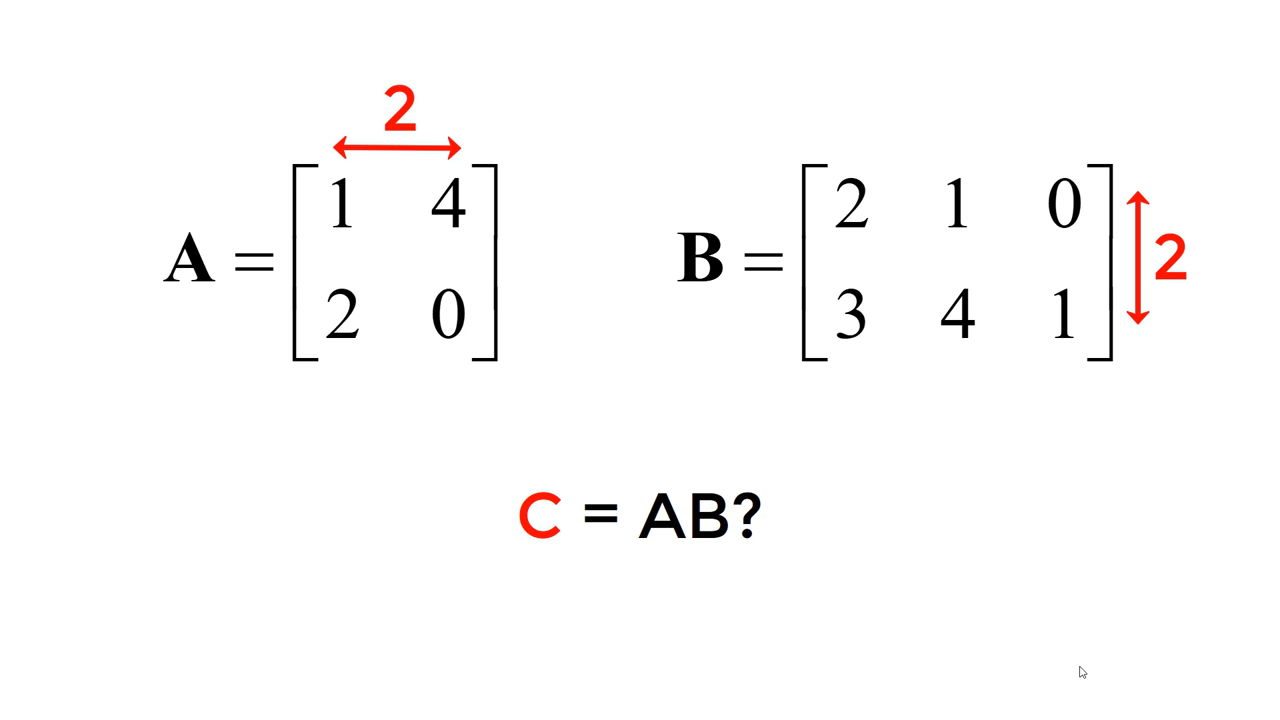 2
A = [ 1 4
2 0 ]
B = [ 2 1 0
3 4 1 ]
2
C = AB?